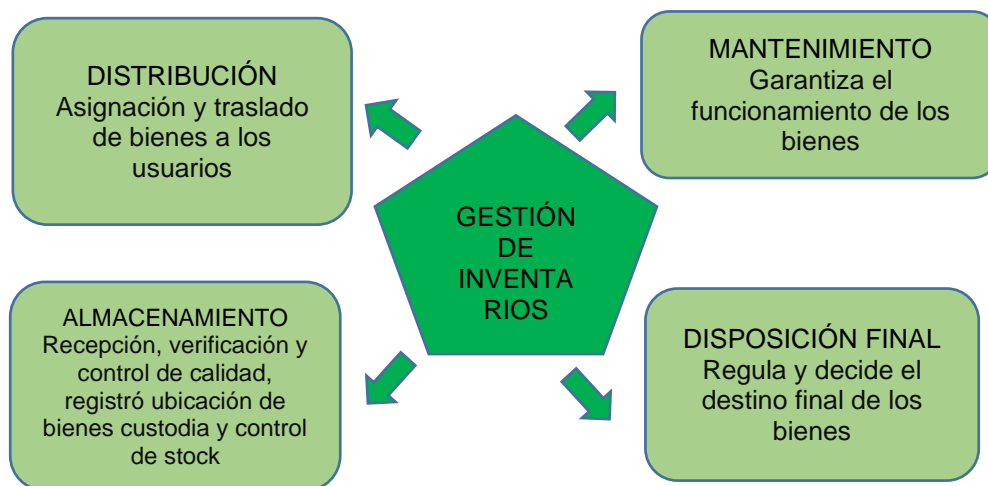 DISTRIBUCIÓN
Asignación y traslado
de bienes a los
usuarios
MANTENIMIENTO
Garantiza el
funcionamiento de los
bienes
GESTIÓN
DE
INVENTA
RIOS
ALMACENAMIENTO
Recepción, verificación y
control de calidad,
registró ubicación de
bienes custodia y control
de stock
DISPOSICIÓN FINAL
Regula y decide el
destino final de los
bienes